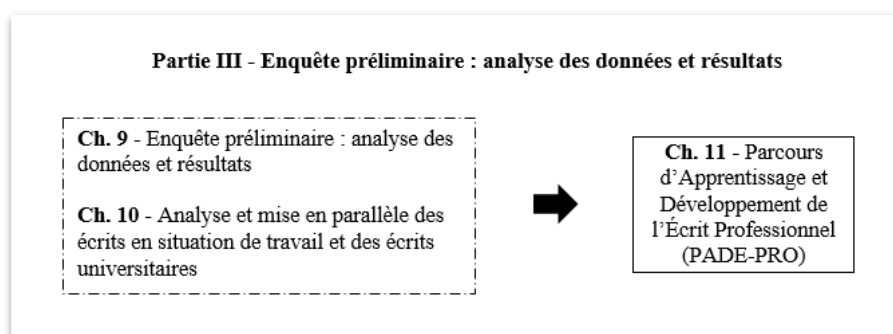 Partie III - Enquête préliminaire : analyse des données et résultats
Ch. 9 - Enquête préliminaire : analyse des
données et résultats
Ch. 10 - Analyse et mise en parallèle des
écrits en situation de travail et des écrits
universitaires
Ch. 11 - Parcours
d’Apprentissage et
Développement de
l’Écrit Professionnel
(PADE-PRO)